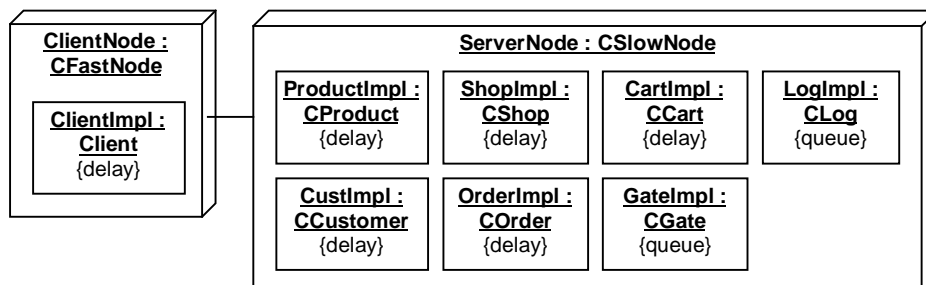 ClientNode :
CFastNode
ClientImpl :
Client
{delay}
ServerNode : CSlowNode
ProductImpl :
CProduct
{delay}
ShopImpl :
CShop
{delay}
CartImpl :
CCart
{delay}
LogImpl :
CLog
{queue}
CustImpl :
CCustomer
{delay}
OrderImpl :
COrder
{delay}
GateImpl :
CGate
{queue}